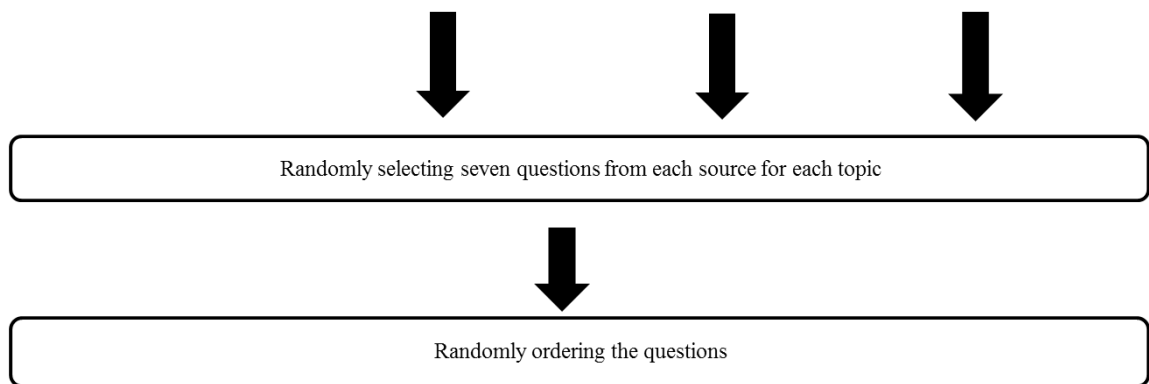 Randomly selecting seven questions from each source for each topic
Randomly ordering the questions